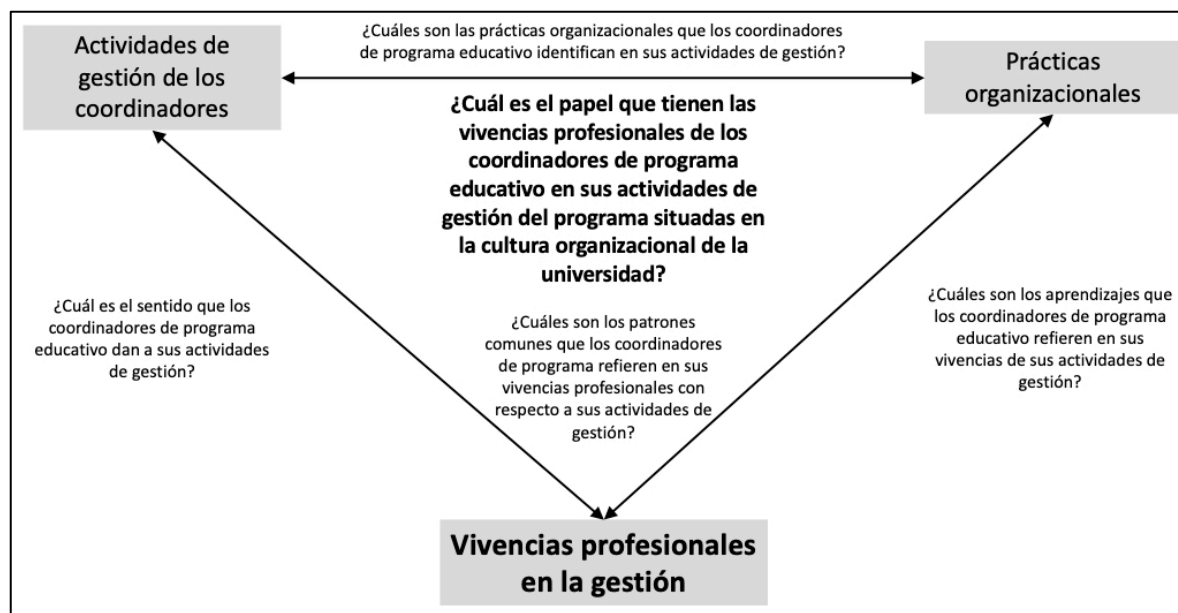 Actividades de
gestión de los
coordinadores
¿Cuáles son las prácticas organizacionales que los coordinadores
de programa educativo identifican en sus actividades de gestión?
Prácticas
organizacionales
¿Cuál es el papel que tienen las
vivencias profesionales de los
coordinadores de programa
educativo en sus actividades de
gestión del programa situadas en
la cultura organizacional de la
universidad?
¿Cuál es el sentido que los
coordinadores de programa
educativo dan a sus actividades
de gestión?
¿Cuáles son los patrones
comunes que los coordinadores
de programa refieren en sus
vivencias profesionales con
respecto a sus actividades de
gestión?
¿Cuáles son los aprendizajes que
los coordinadores de programa
educativo refieren en sus
vivencias de sus actividades de
gestión?
Vivencias profesionales
en la gestión